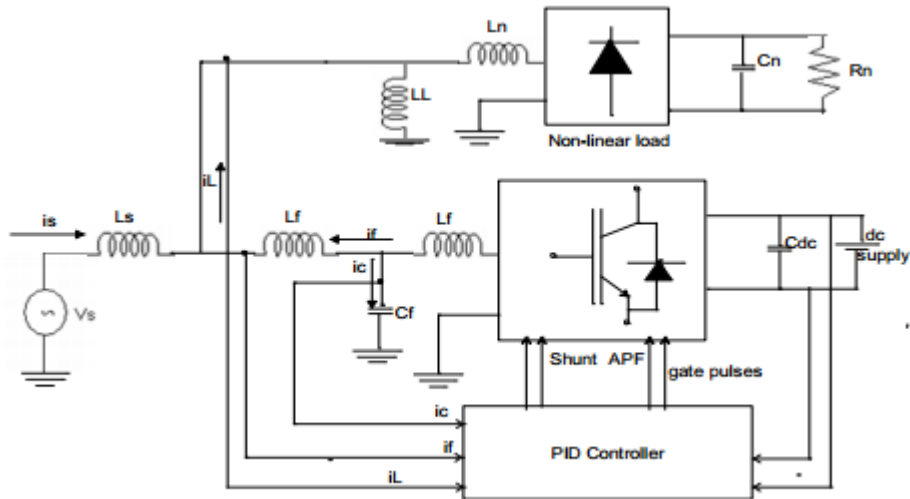 Ln
Cn
Rn
LL
Non-linear load
iL
is
Ls
Lf
if
Lf
ic
Cf
Vs
Cdc
dc
supply
Shunt APF
gate pulses
ic
if
iL
PID Controller